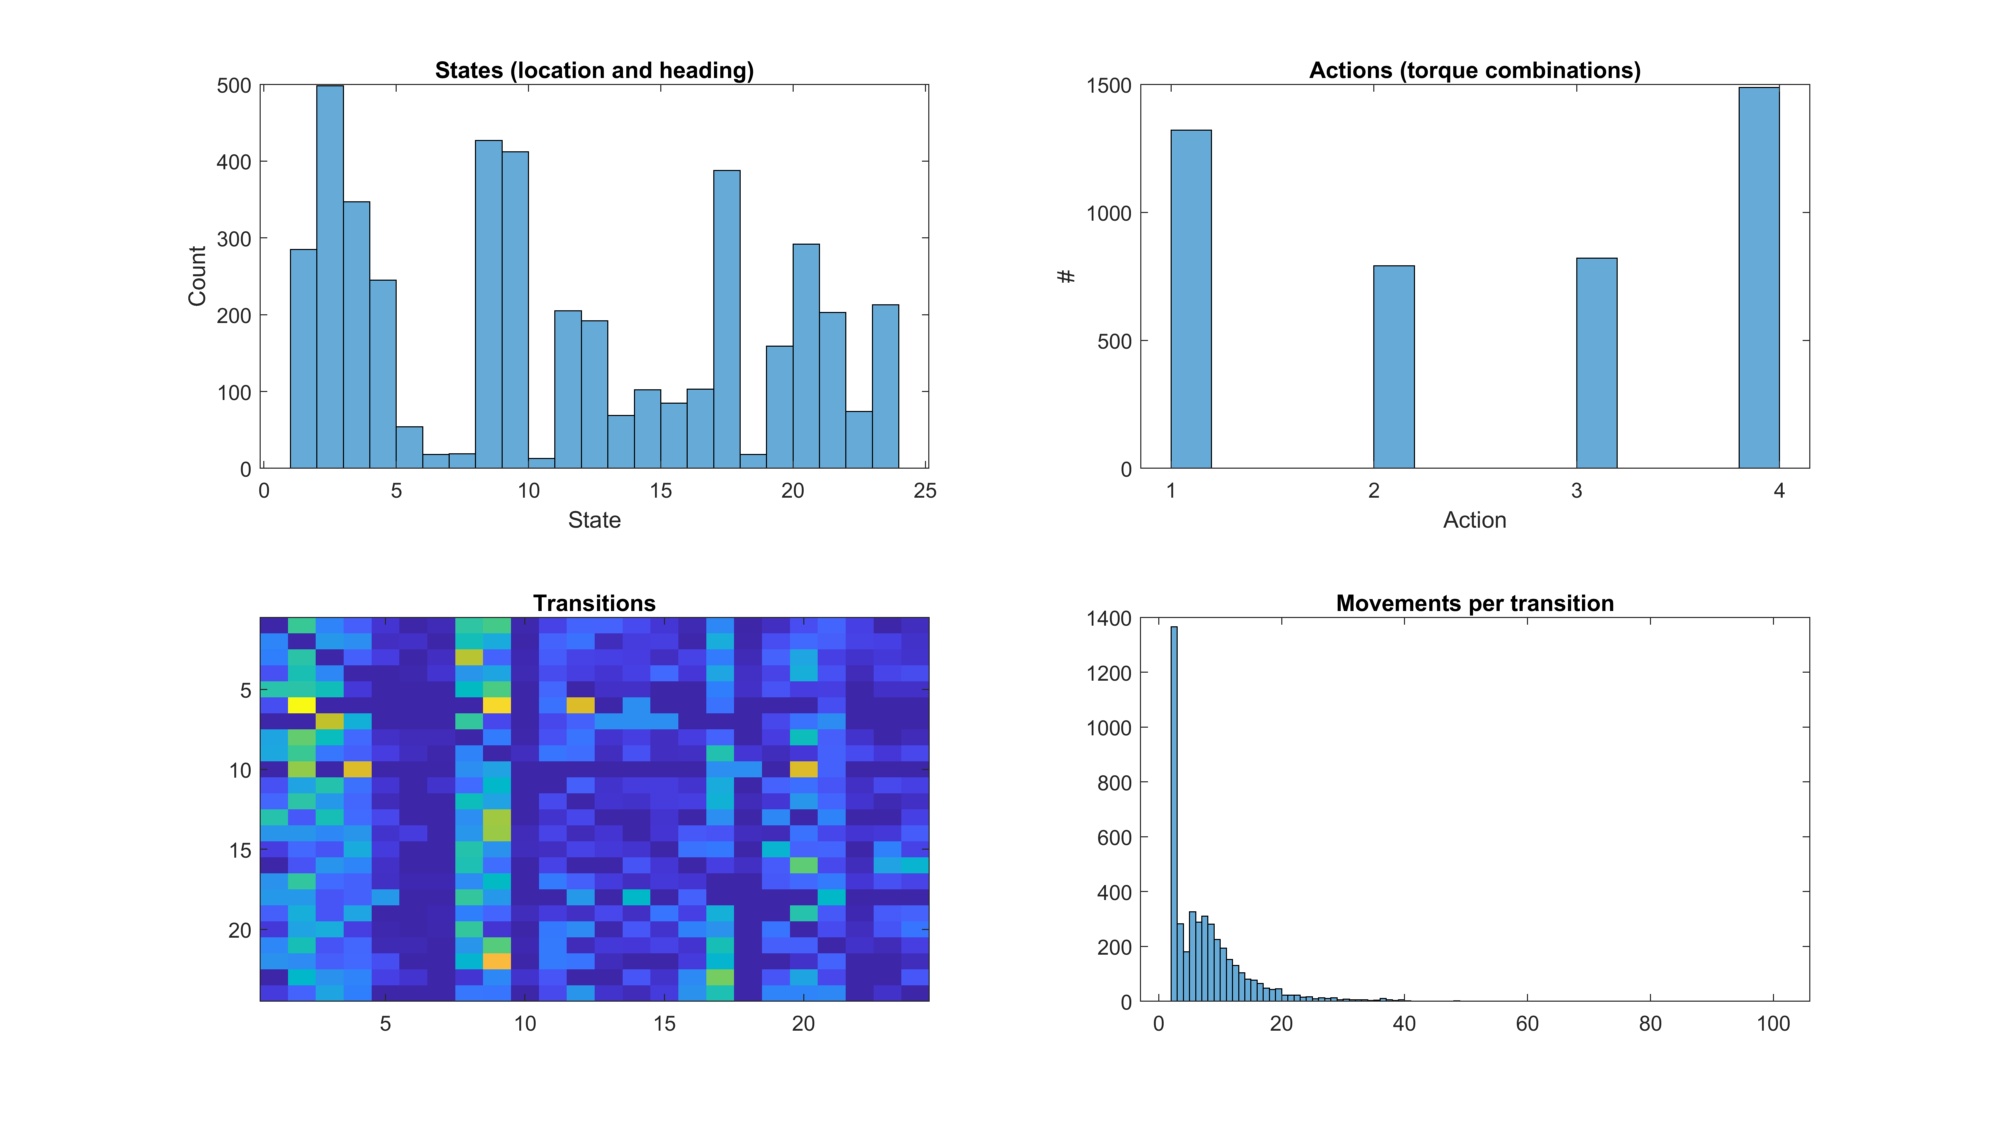 States (location and heading)
500
400
300
200
100
0
Count
0 5 10 15 20 25
State
Actions (torque combinations)
1500
1000
500
0
#
1 2 3 4
Action
Transitions
5
10
15
20
5 10 15 20
Movements per transition
1400
1200
1000
800
600
400
200
0
0 20 40 60 80 100